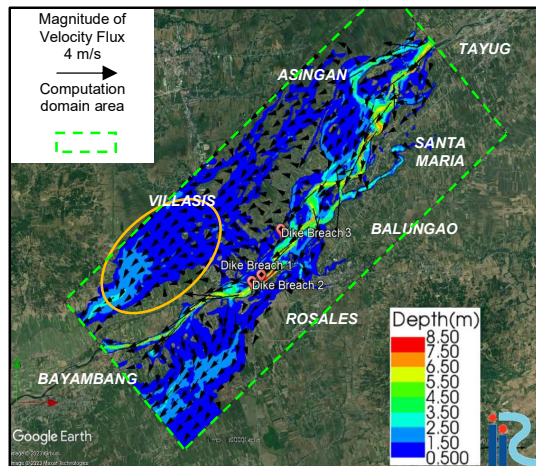 Magnitude of
Velocity Flux
4 m/s
Computation
domain area
TAYUG
ASINGAN
SANTA
MARIA
VILLASIS
BALUNGAO
Dike Breach 3
Dike Breach 1
Dike Breach 2
ROSALES
BAYAMBANG
Depth(m)
8.50
7.50
6.50
5.50
4.50
3.50
2.50
1.50
0.500
Google Earth